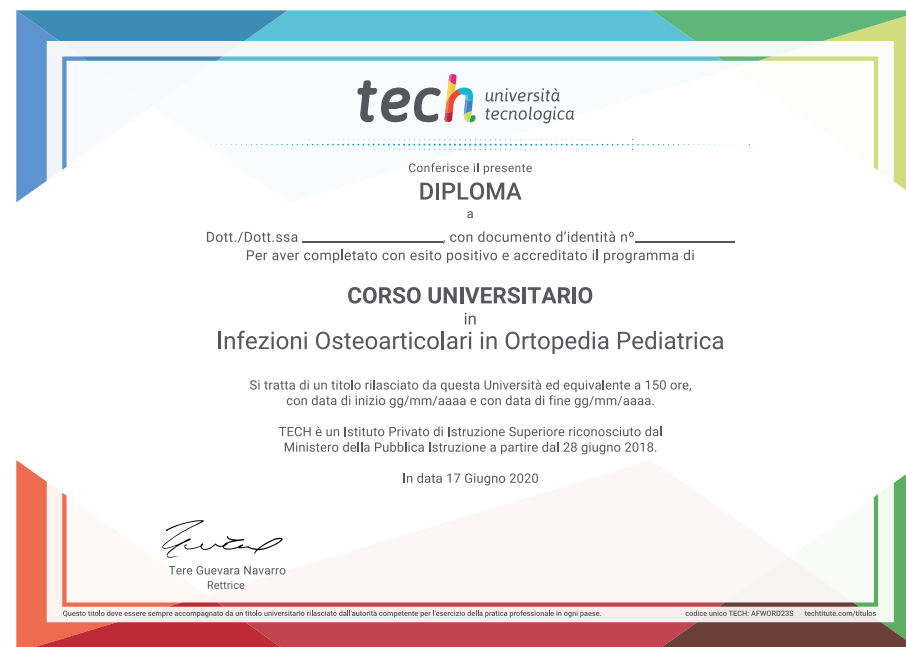 tech università
tecnologica
Conferisce il presente
DIPLOMA
a
Dott./Dott.ssa ____________________, con documento d'identità nº______________
Per aver completato con esito positivo e accreditato il programma di
CORSO UNIVERSITARIO
in
Infezioni Osteoarticolari in Ortopedia Pediatrica
Si tratta di un titolo rilasciato da questa Università ed equivalente a 150 ore,
con data di inizio gg/mm/aaaa e con data di fine gg/mm/aaaa.
TECH è un Istituto Privato di Istruzione Superiore riconosciuto dal
Ministero della Pubblica Istruzione a partire dal 28 giugno 2018.
In data 17 Giugno 2020
Tere Guevara Navarro
Rettrice
Questo titolo deve essere sempre accompagnato da un titolo universitario rilasciato dall'autorità competente per l'esercizio della pratica professionale in ogni paese. codice unico TECH: AFWORD23S techtitute.com/títulos